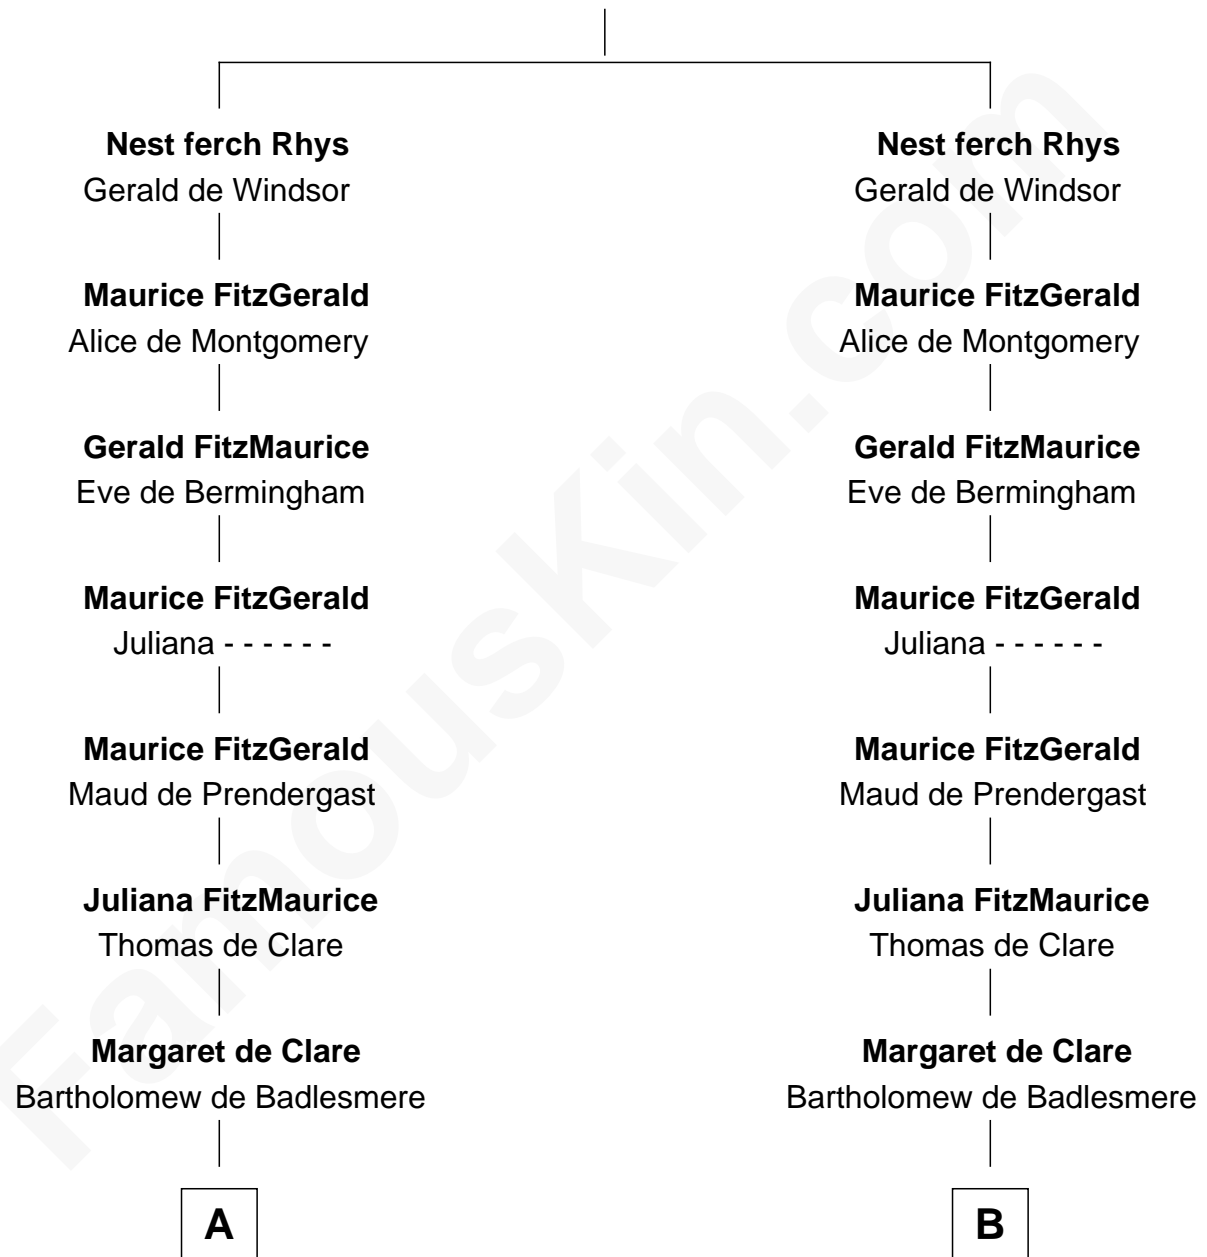 Nest ferch Rhys
Gerald de Windsor
Maurice FitzGerald
Alice de Montgomery
Gerald FitzMaurice
Eve de Bermingham
Maurice FitzGerald
Juliana - - - - - -
Maurice FitzGerald
Maud de Prendergast
Juliana FitzMaurice
Thomas de Clare
Margaret de Clare
Bartholomew de Badlesmere
A
Nest ferch Rhys
Gerald de Windsor
Maurice FitzGerald
Alice de Montgomery
Gerald FitzMaurice
Eve de Bermingham
Maurice FitzGerald
Juliana - - - - - -
Maurice FitzGerald
Maud de Prendergast
Juliana FitzMaurice
Thomas de Clare
Margaret de Clare
Bartholomew de Badlesmere
B
FamousKin.com